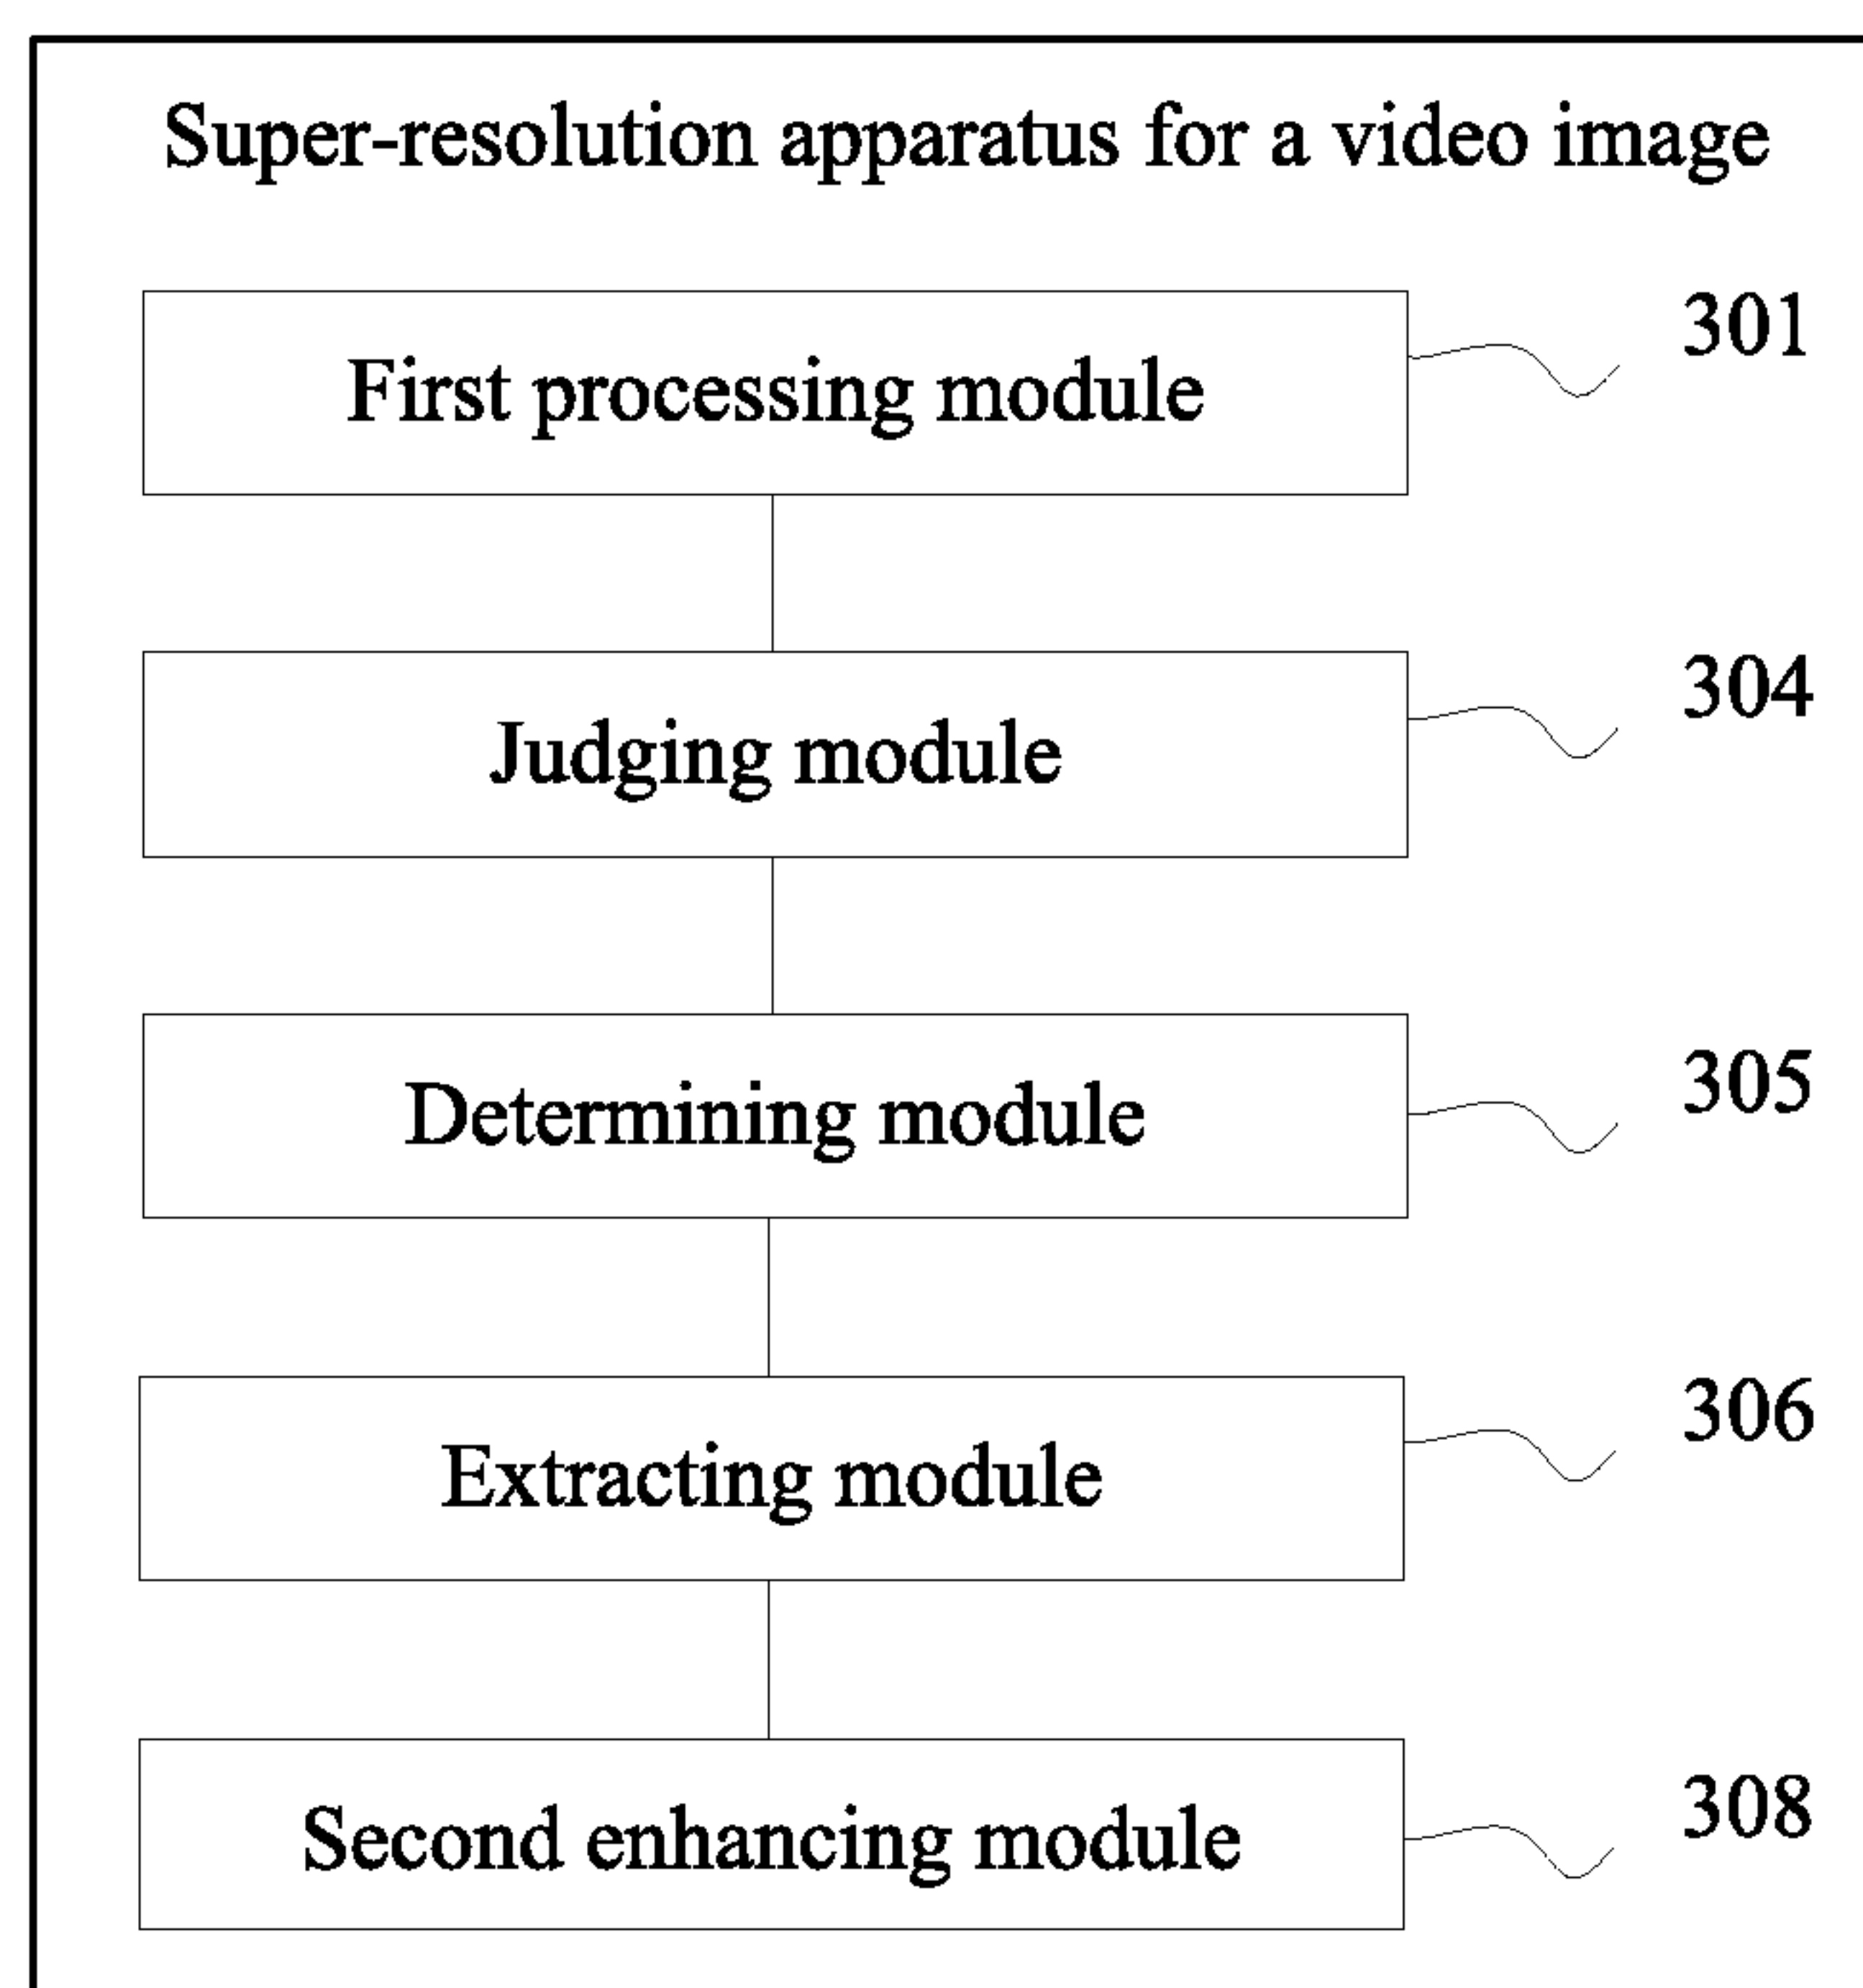 Super-resolution apparatus for a video image
First processing module
301
Judging module
304
Determining module
305
Extracting module
306
Second enhancing module
308